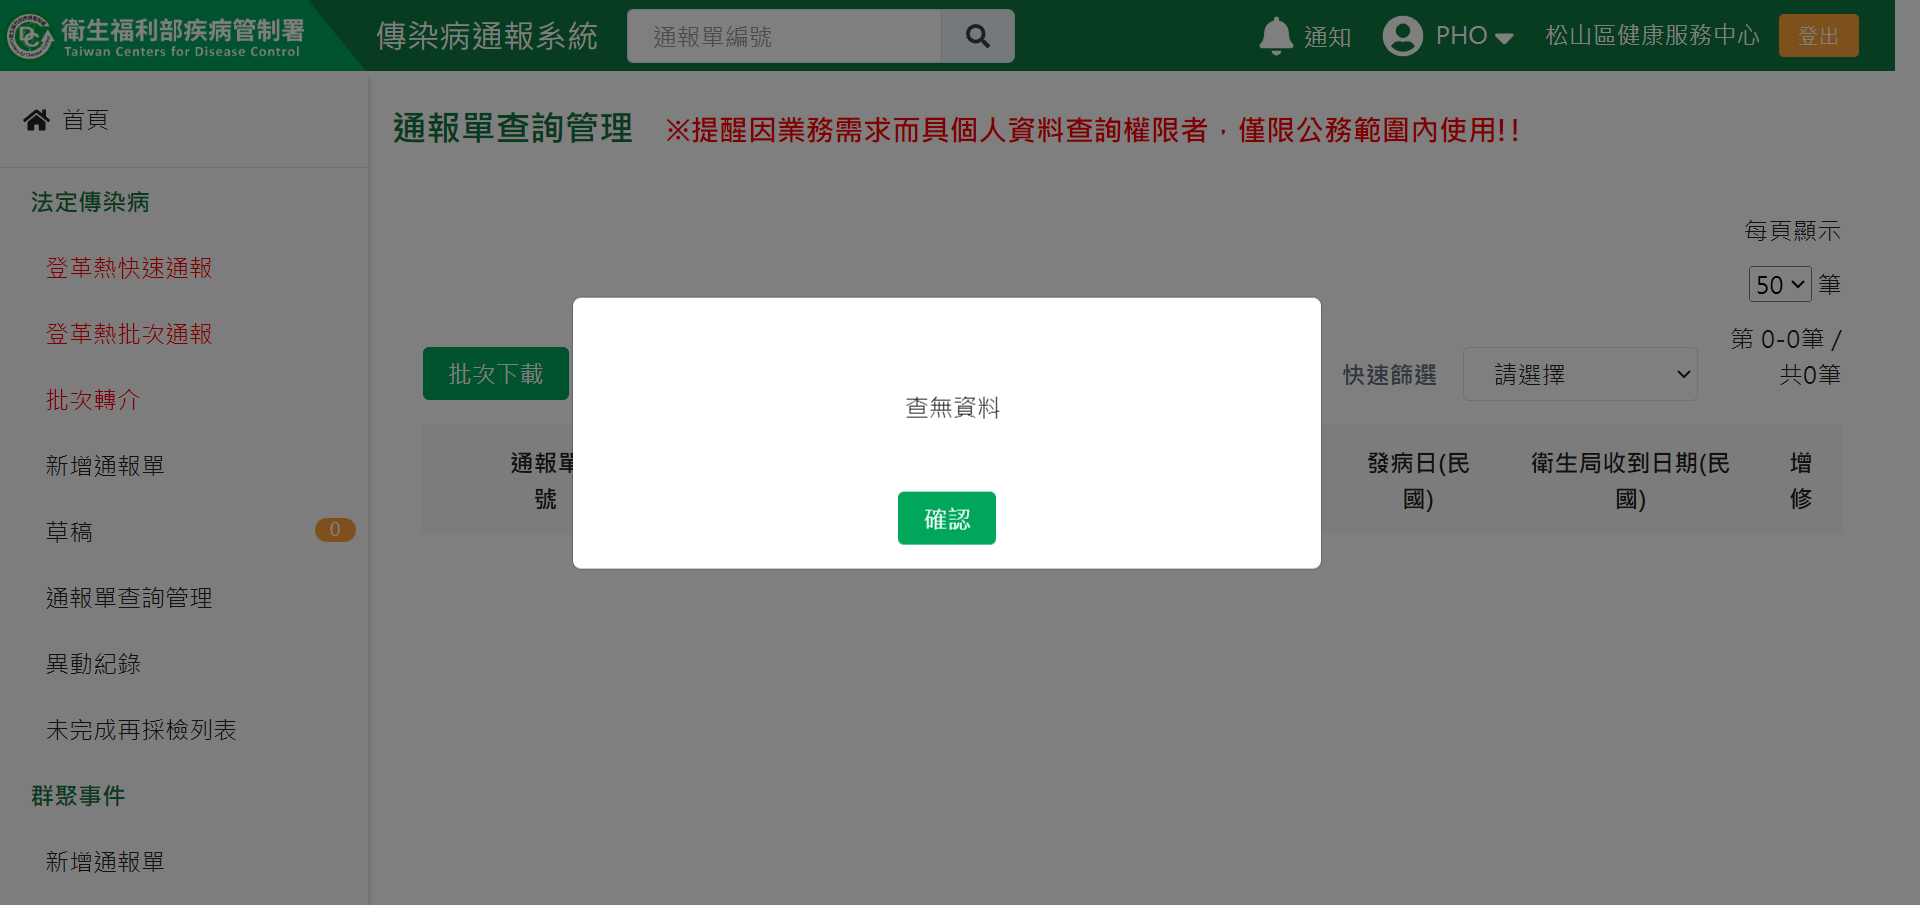 衛生福利部疾病管制署
Taiwan Centers for Disease Control
傳染病通報系統
通報單編號
通知
PHO
松山區健康服務中心
登出
首頁
法定傳染病
登革熱快速通報
登革熱批次通報
批次轉介
新增通報單
草稿
0
通報單查詢管理
異動紀錄
未完成再採檢列表
群聚事件
新增通報單
通報單查詢管理
※提醒因業務需求而具個人資料查詢權限者，僅限公務範圍內使用!!
每頁顯示
50 筆
第 0-0筆 /
共0筆
批次下載
快速篩選
請選擇
通報單
號
發病日(民
國)
衛生局收到日期(民
國)
增
修
查無資料
確認